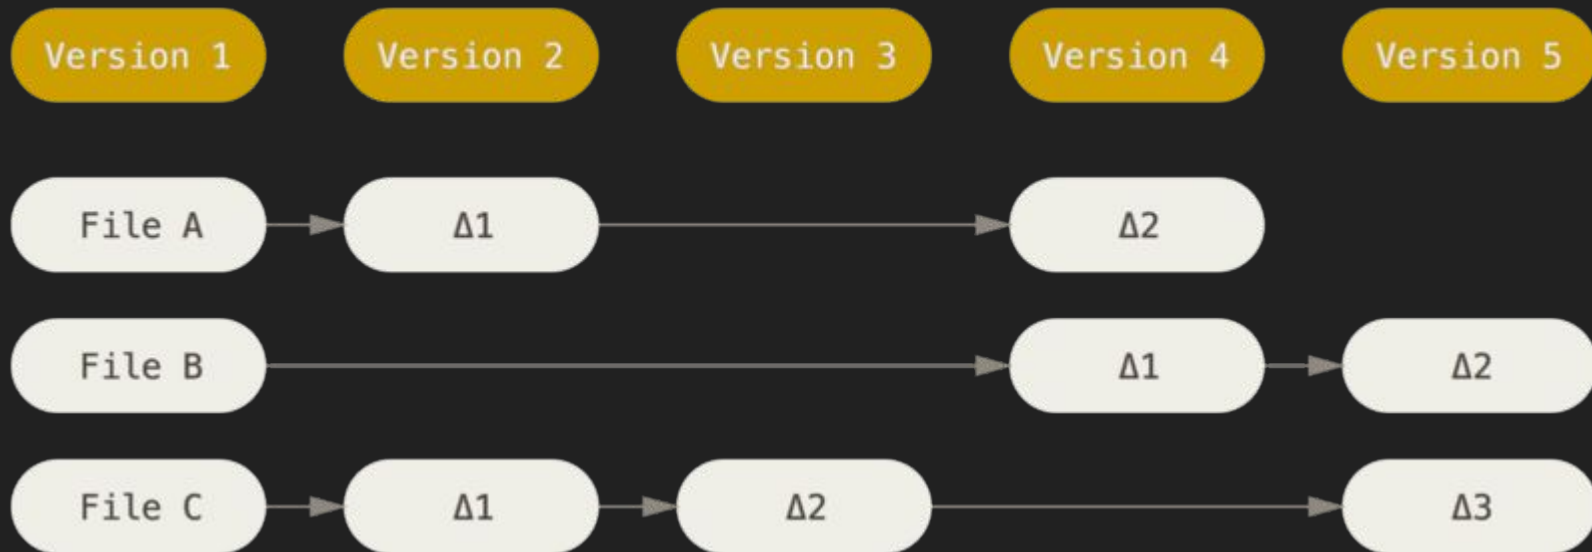 Version 1 Version 2 Version 3 Version 4 Version 5
File A Δ1 Δ2
File B Δ1 Δ2
File C Δ1 Δ2 Δ3